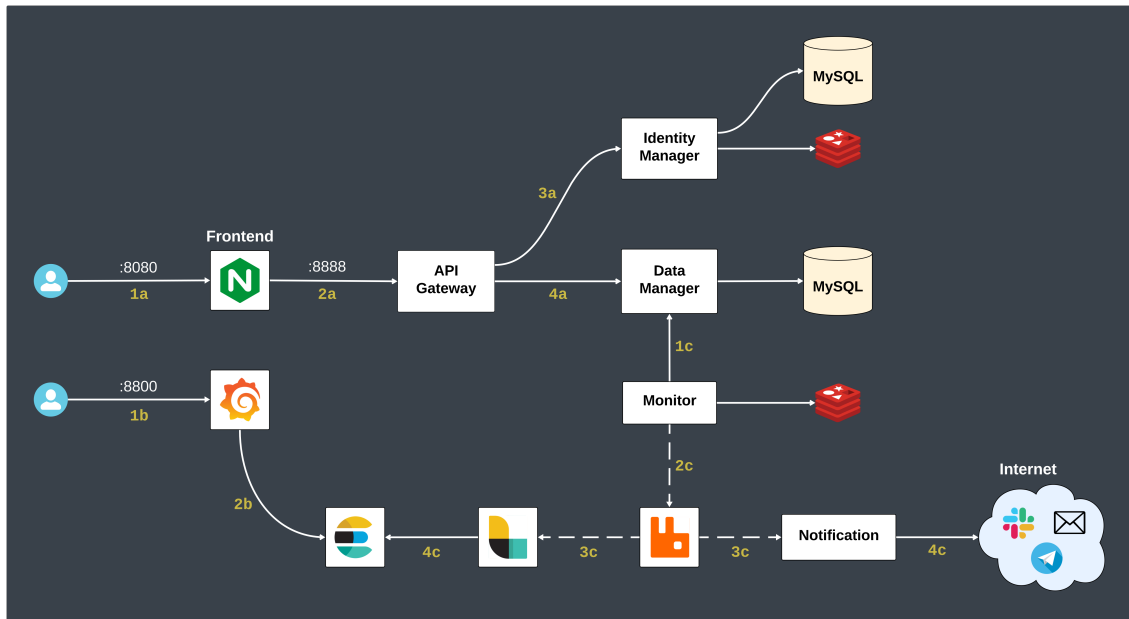 MySQL
Identity
Manager
3a
Frontend
:8080
1a
:8888
2a
API
Gateway
4a
Data
Manager
MySQL
1c
:8800
1b
Monitor
2c
2b
Internet
4c
3c
3c
Notification
4c